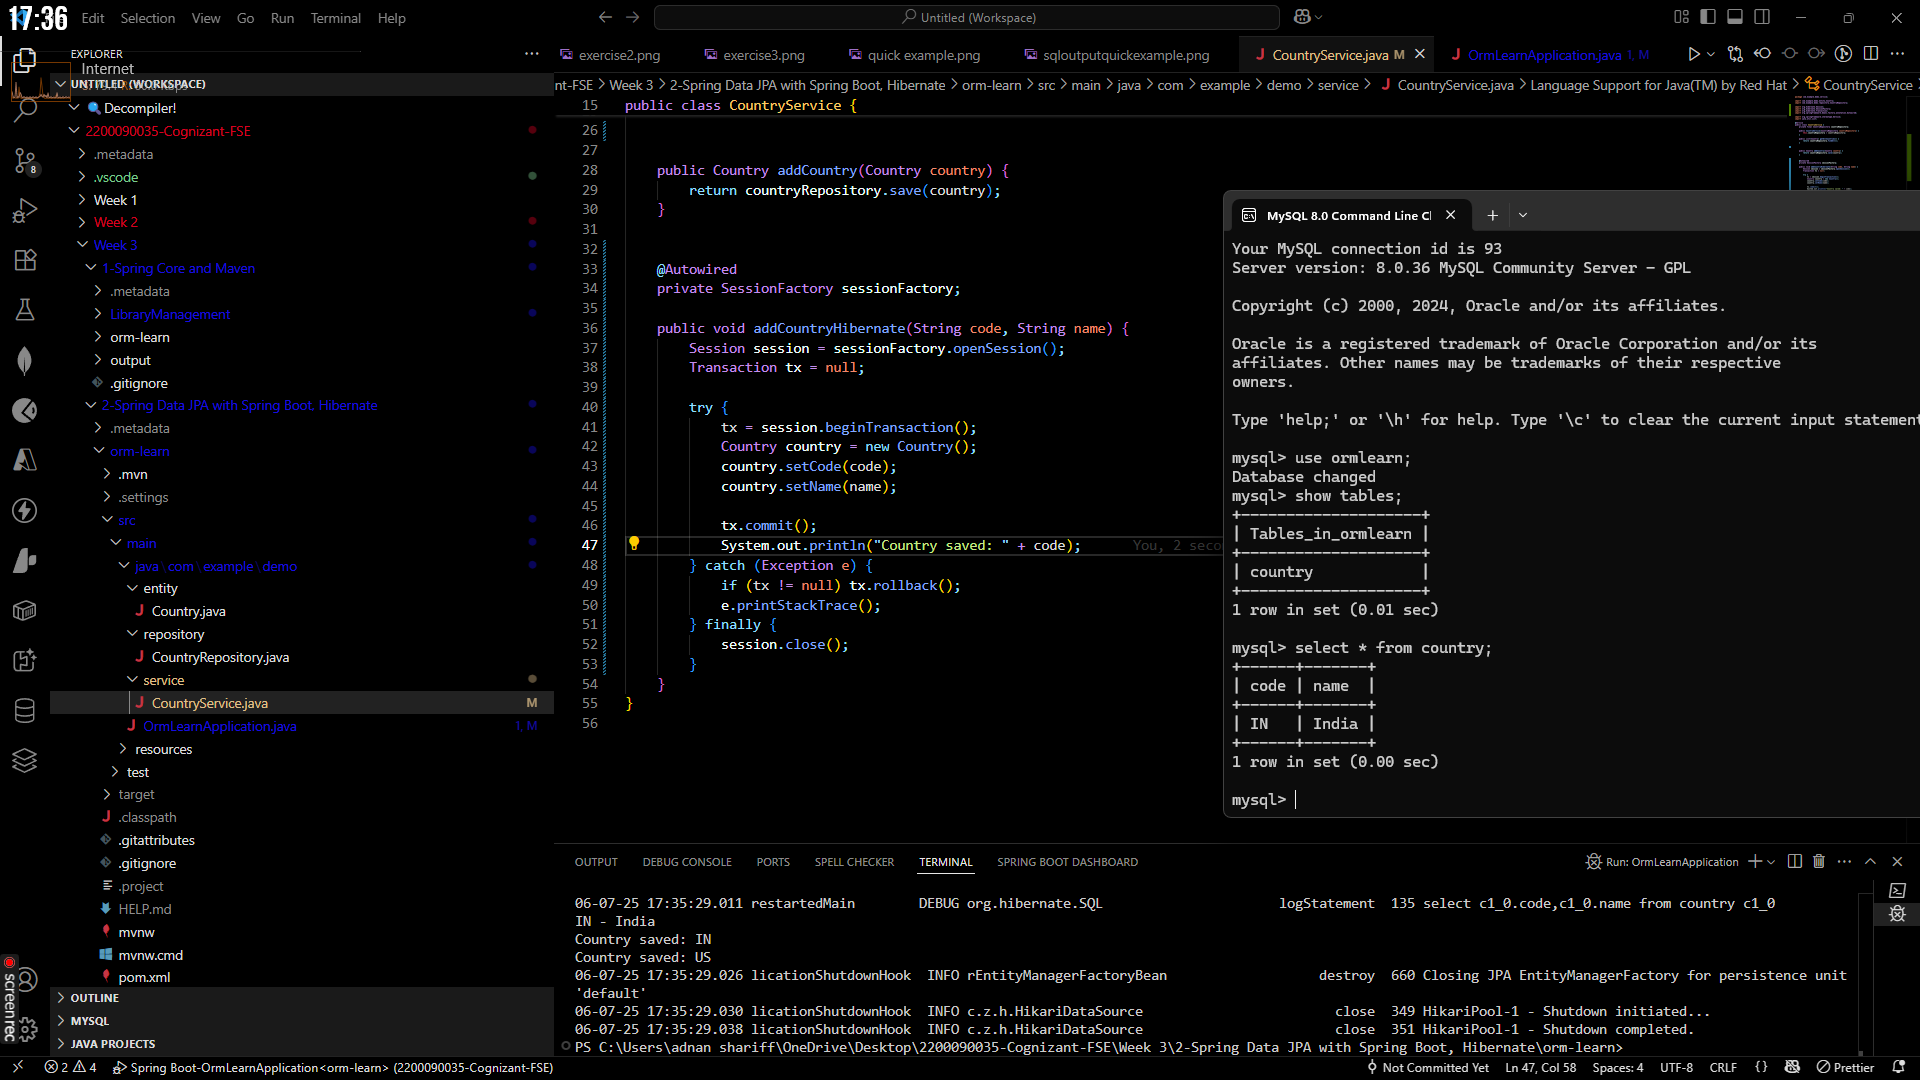 17:36
Edit Selection View Go Run Terminal Help
Untitled (Workspace)
EXPLORER
Internet
UNTITLED (WORKSPACE)
Decompiler!
2200090035-Cognizant-FSE
.metadata
.vscode
Week 1
Week 2
Week 3
1-Spring Core and Maven
.metadata
LibraryManagement
orm-learn
output
.gitignore
2-Spring Data JPA with Spring Boot, Hibernate
.metadata
orm-learn
.mvn
.settings
src
main
java\com\example\demo
entity
Country.java
repository
CountryRepository.java
service
CountryService.java M
OrmLearnApplication.java 1, M
resources
test
target
.classpath
.gitattributes
.gitignore
.project
HELP.md
mvnw
mvnw.cmd
pom.xml
OUTLINE
MYSQL
JAVA PROJECTS
8
screen rec
exercise2.png exercise3.png quick example.png sqloutputquickexample.png CountryService.java M OrmLearnApplication.java 1, M
nt-FSE > Week 3 > 2-Spring Data JPA with Spring Boot, Hibernate > orm-learn > src > main > java > com > example > demo > service > CountryService.java > Language Support for Java(TM) by Red Hat > CountryService
15 public class CountryService {
26
27
28 public Country addCountry(Country country) {
29 return countryRepository.save(country);
30 }
31
32
33 @Autowired
34 private SessionFactory sessionFactory;
35
36 public void addCountryHibernate(String code, String name) {
37 Session session = sessionFactory.openSession();
38 Transaction tx = null;
39
40 try {
41 tx = session.beginTransaction();
42 Country country = new Country();
43 country.setCode(code);
44 country.setName(name);
45
46 tx.commit();
47 System.out.println("Country saved: " + code); You, 2 seco
48 } catch (Exception e) {
49 if (tx != null) tx.rollback();
50 e.printStackTrace();
51 } finally {
52 session.close();
53 }
54 }
55 }
56
MySQL 8.0 Command Line Cl
Your MySQL connection id is 93
Server version: 8.0.36 MySQL Community Server - GPL
Copyright (c) 2000, 2024, Oracle and/or its affiliates.
Oracle is a registered trademark of Oracle Corporation and/or its
affiliates. Other names may be trademarks of their respective
owners.
Type 'help;' or '\h' for help. Type '\c' to clear the current input statement
mysql> use ormlearn;
Database changed
mysql> show tables;
+--------------------+
| Tables_in_ormlearn |
+--------------------+
| country |
+--------------------+
1 row in set (0.01 sec)
mysql> select * from country;
+------+-------+
| code | name |
+------+-------+
| IN | India |
+------+-------+
1 row in set (0.00 sec)
mysql>
OUTPUT DEBUG CONSOLE PORTS SPELL CHECKER TERMINAL SPRING BOOT DASHBOARD
Run: OrmLearnApplication
06-07-25 17:35:29.011 restartedMain DEBUG org.hibernate.SQL logStatement 135 select c1_0.code,c1_0.name from country c1_0
IN - India
Country saved: IN
Country saved: US
06-07-25 17:35:29.026 licationShutdownHook INFO rEntityManagerFactoryBean destroy 660 Closing JPA EntityManagerFactory for persistence unit
'default'
06-07-25 17:35:29.030 licationShutdownHook INFO c.z.h.HikariDataSource close 349 HikariPool-1 - Shutdown initiated...
06-07-25 17:35:29.038 licationShutdownHook INFO c.z.h.HikariDataSource close 351 HikariPool-1 - Shutdown completed.
PS C:\Users\adnan shariff\OneDrive\Desktop\2200090035-Cognizant-FSE\Week 3\2-Spring Data JPA with Spring Boot, Hibernate\orm-learn>
2 4 Spring Boot-OrmLearnApplication<orm-learn> (2200090035-Cognizant-FSE)
Not Committed Yet Ln 47, Col 58 Spaces: 4 UTF-8 CRLF {} Prettier